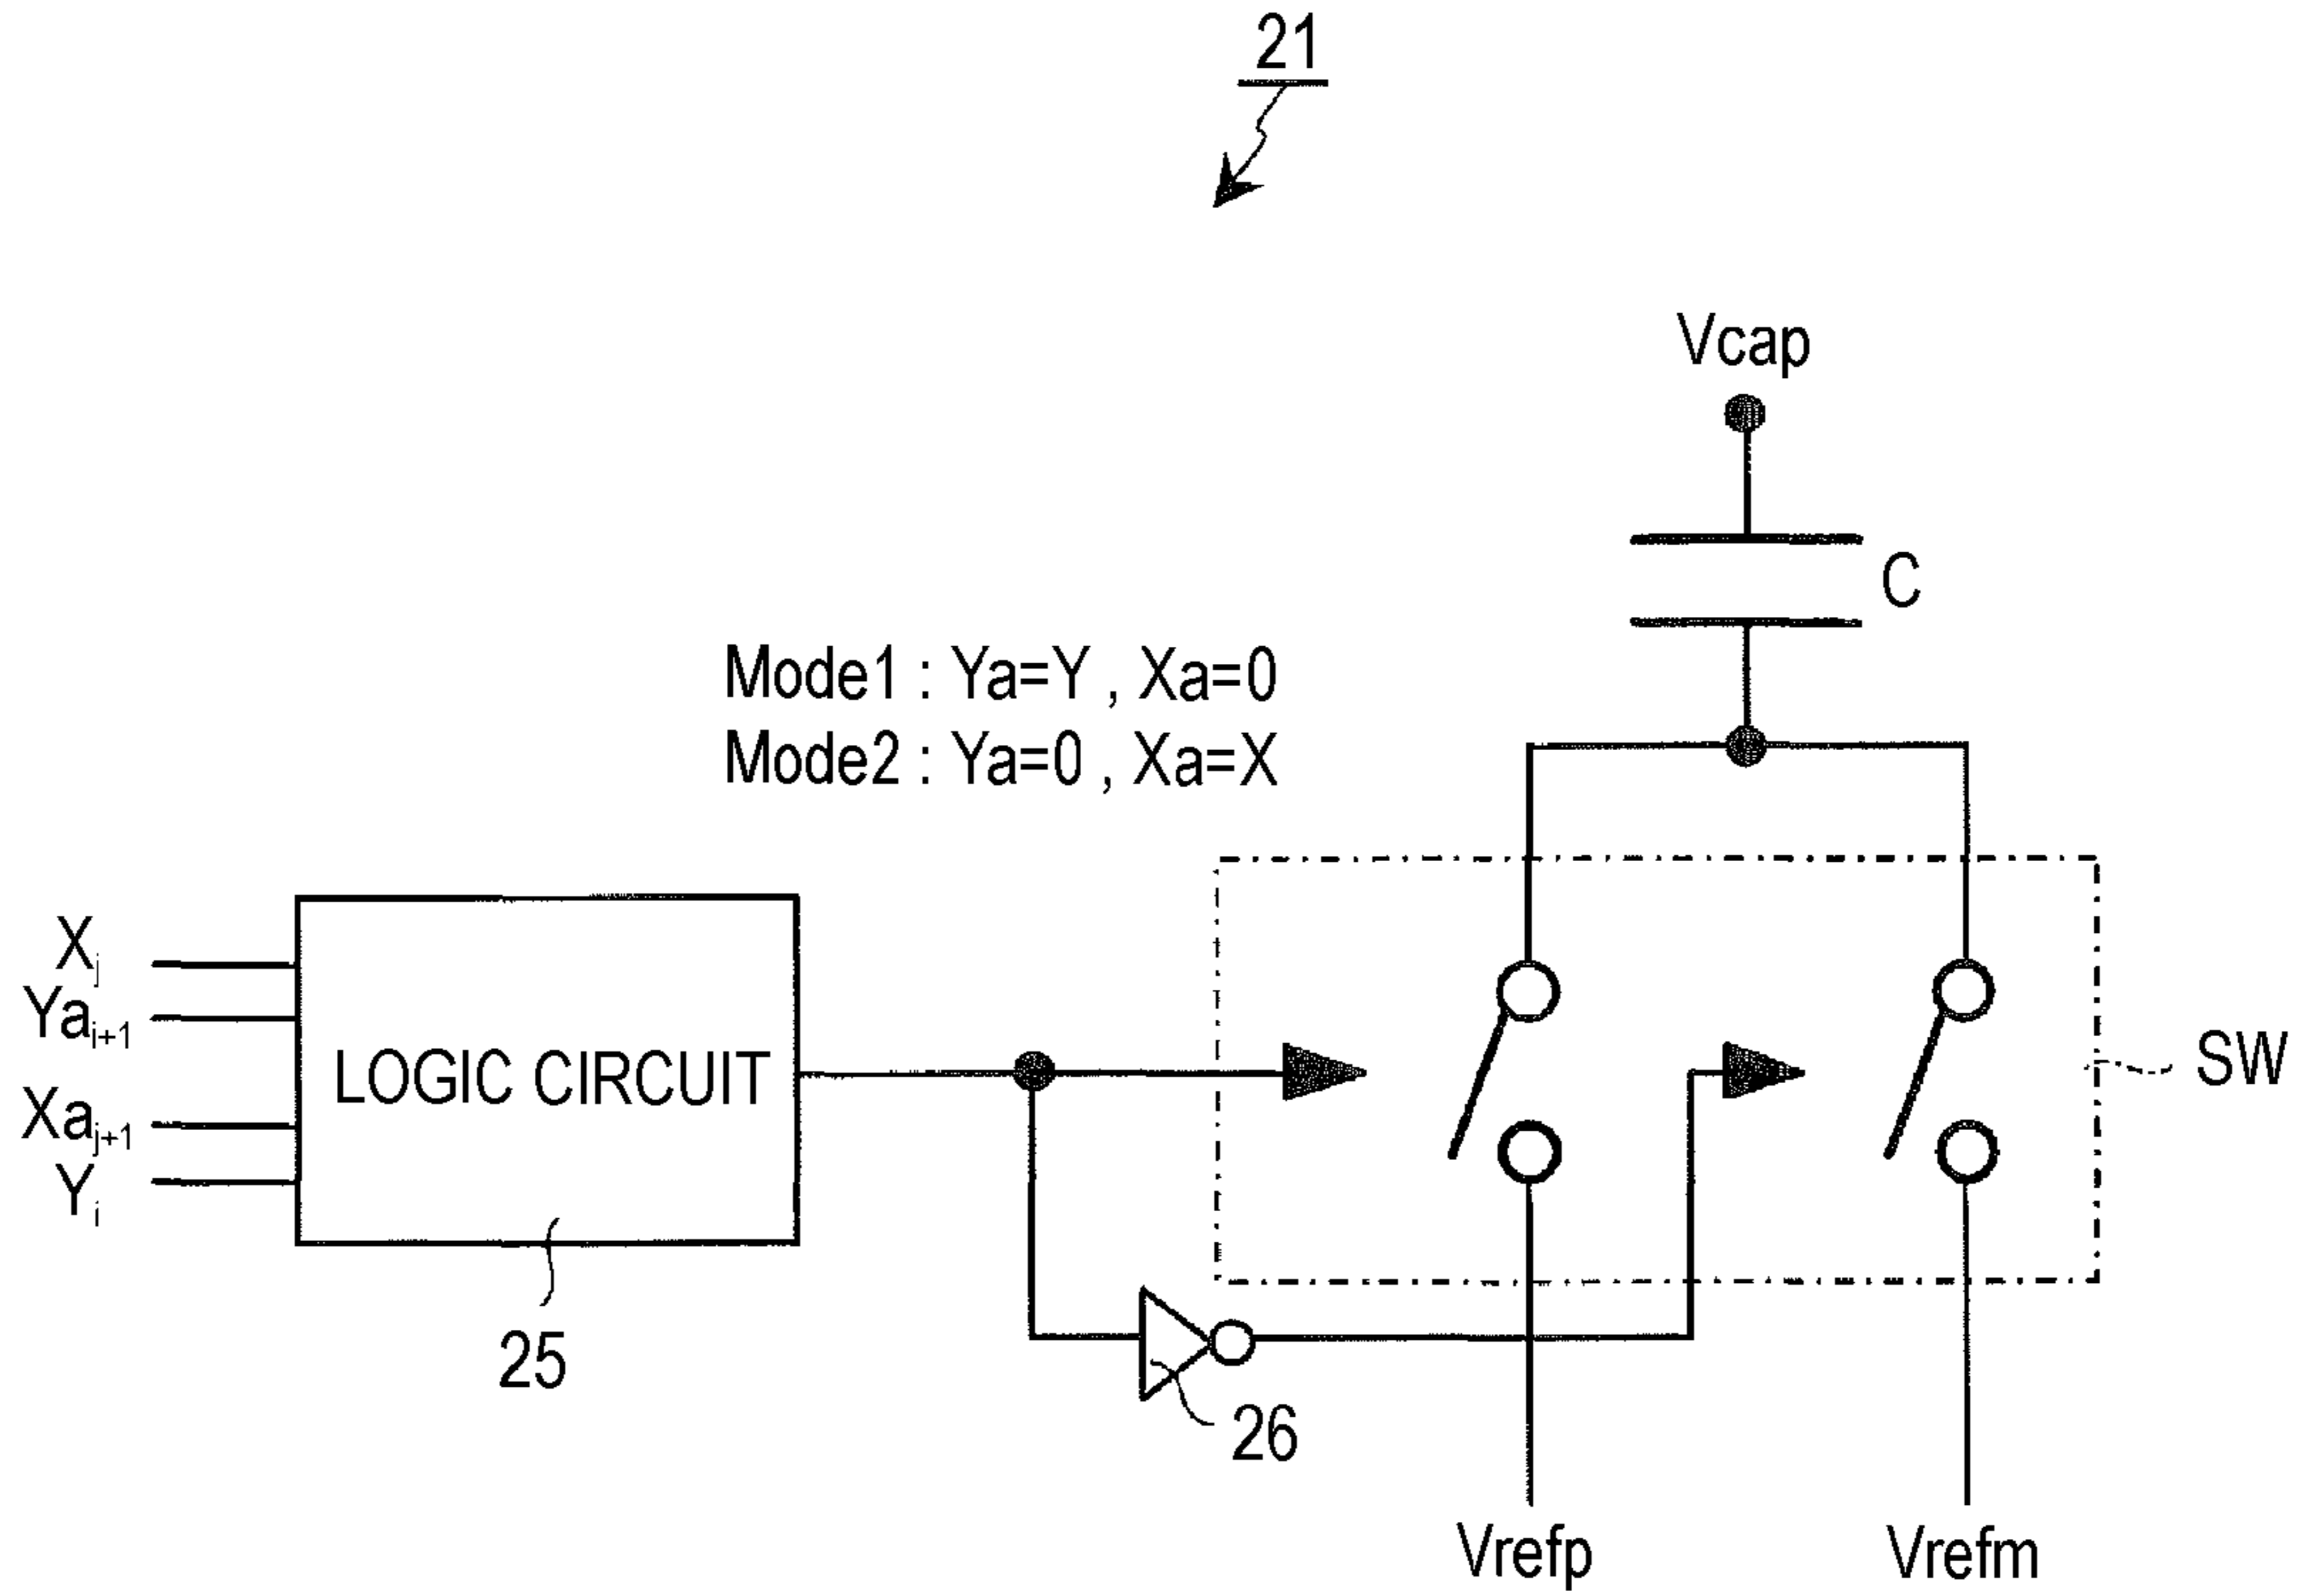 21
Vcap
C
Mode1 : Ya=Y , Xa=0
Mode2 : Ya=0 , Xa=X
Xj
Yai+1
Xaj+1
Yi
LOGIC CIRCUIT
SW
25
26
Vrefp
Vrefm